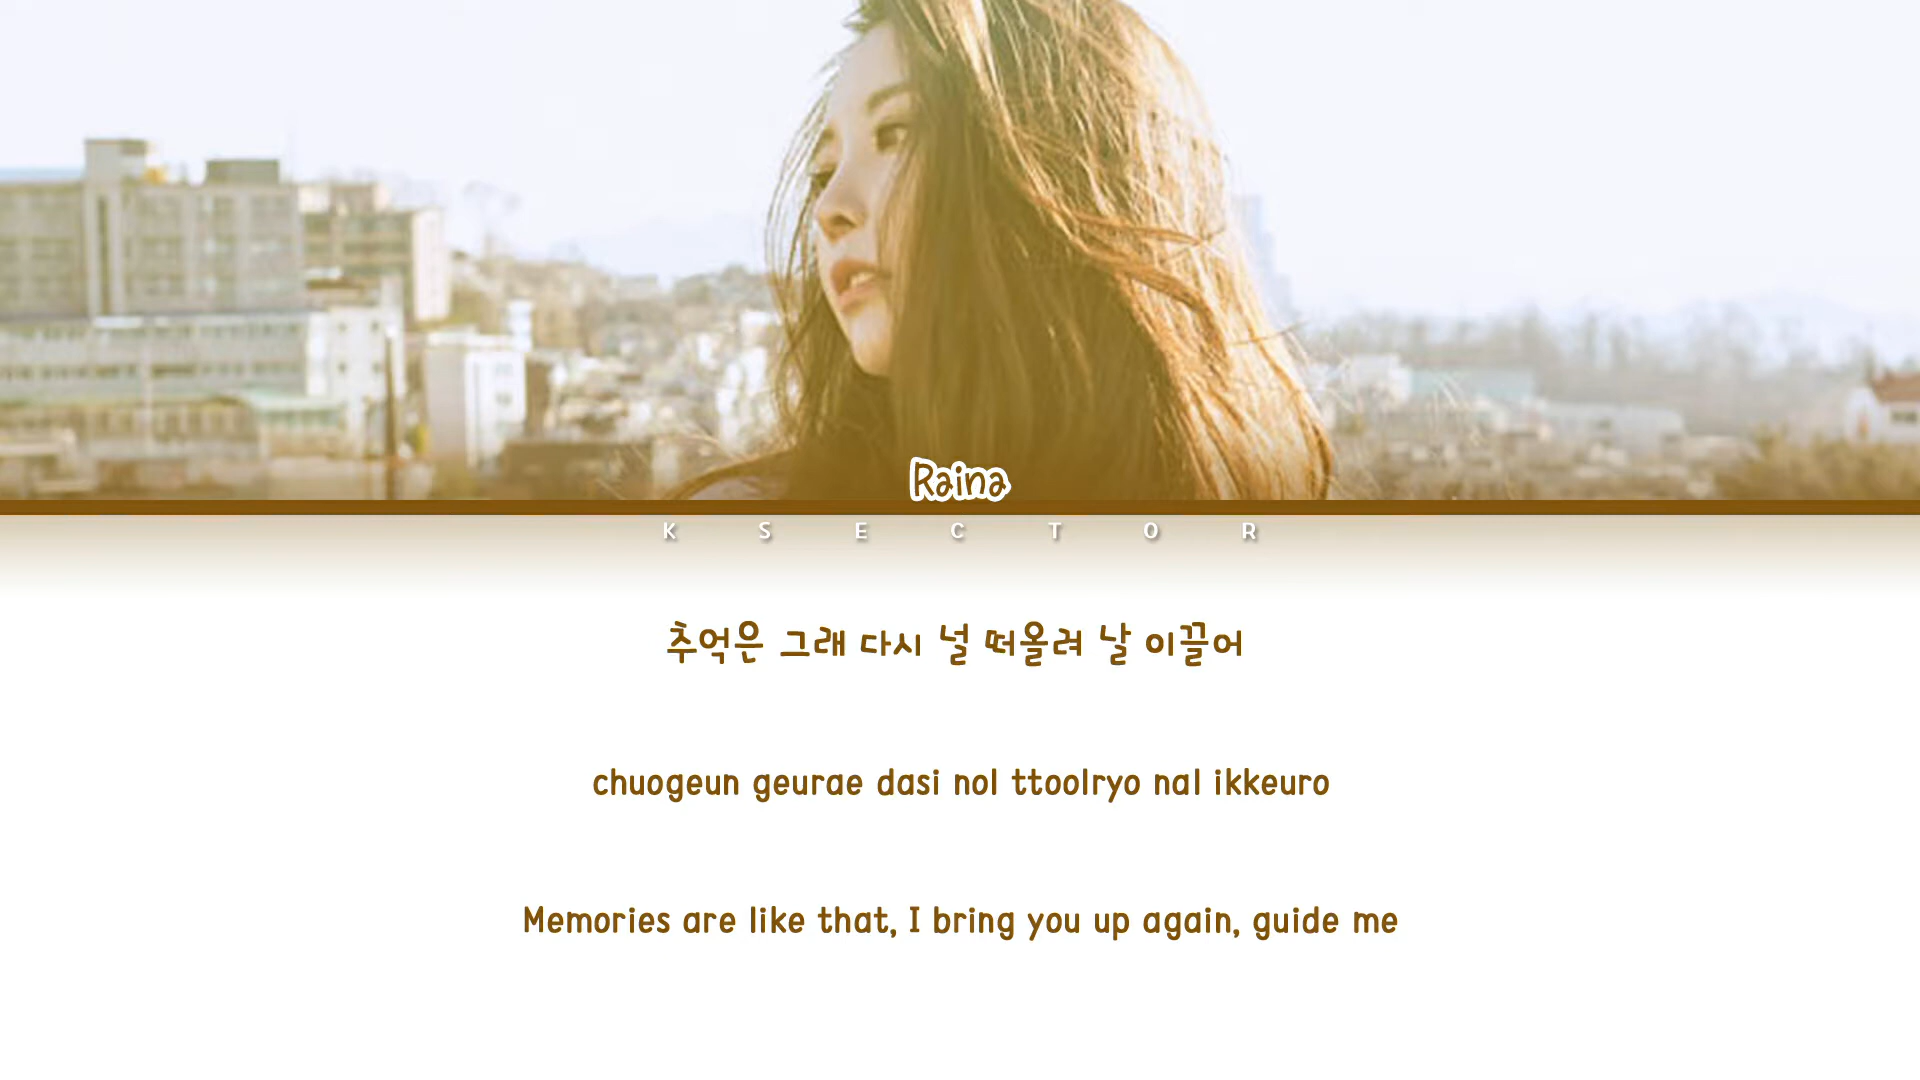 Raina
K S E C T O R
추억은 그래 다시 널 떠올려 날 이끌어
chuogeun geurae dasi nol ttoolryo nal ikkeuro
Memories are like that, I bring you up again, guide me